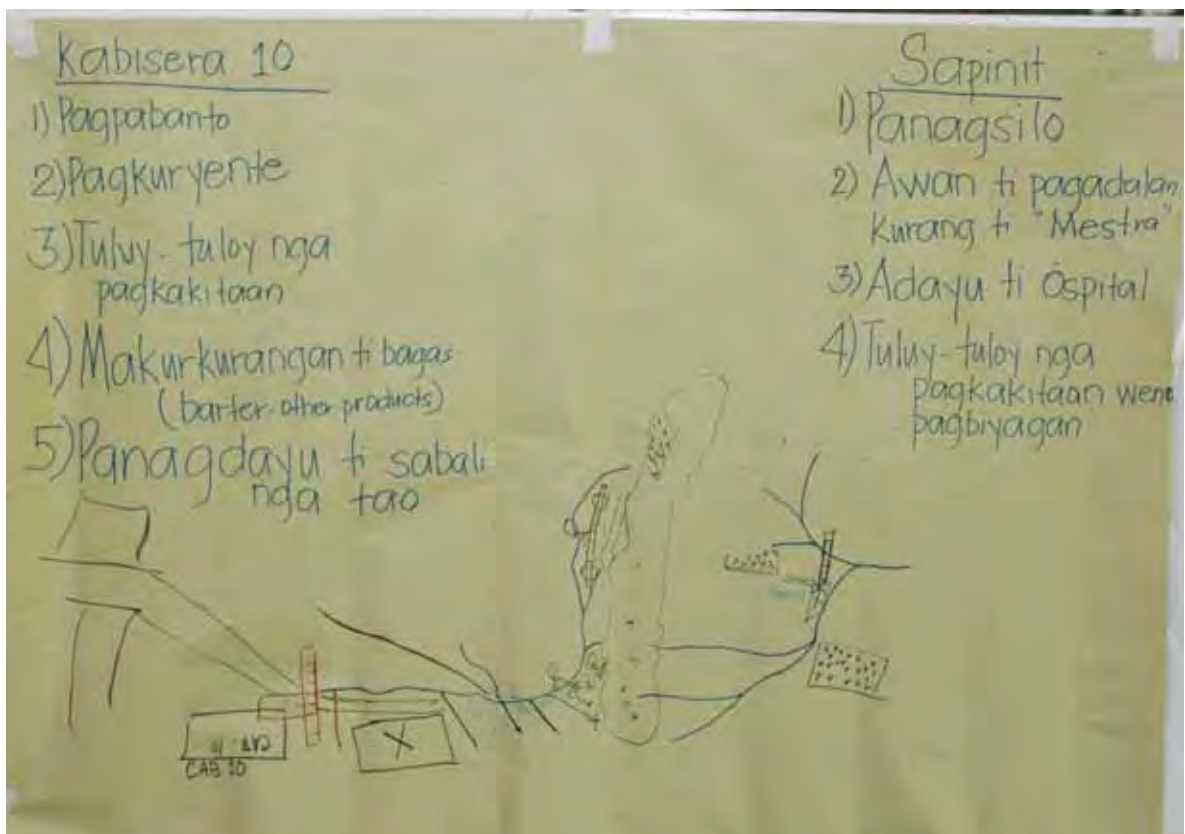 Kabisera 10
1) Pagpabanto
2) Pagkuryente
3) Tuluy-tuloy nga
pagkakitaan
4) Makurkurangan ti bagas
(barter-other products)
5) Panagdayu ti sabali
nga tao
Sapinit
1) Panagsilo
2) Awan ti pagadalan
kurang ti "Mestra"
3) Adayu ti Ospital
4) Tuluy-tuloy nga
pagkakitaan wenn
pagbiyagan
CAB 10
X